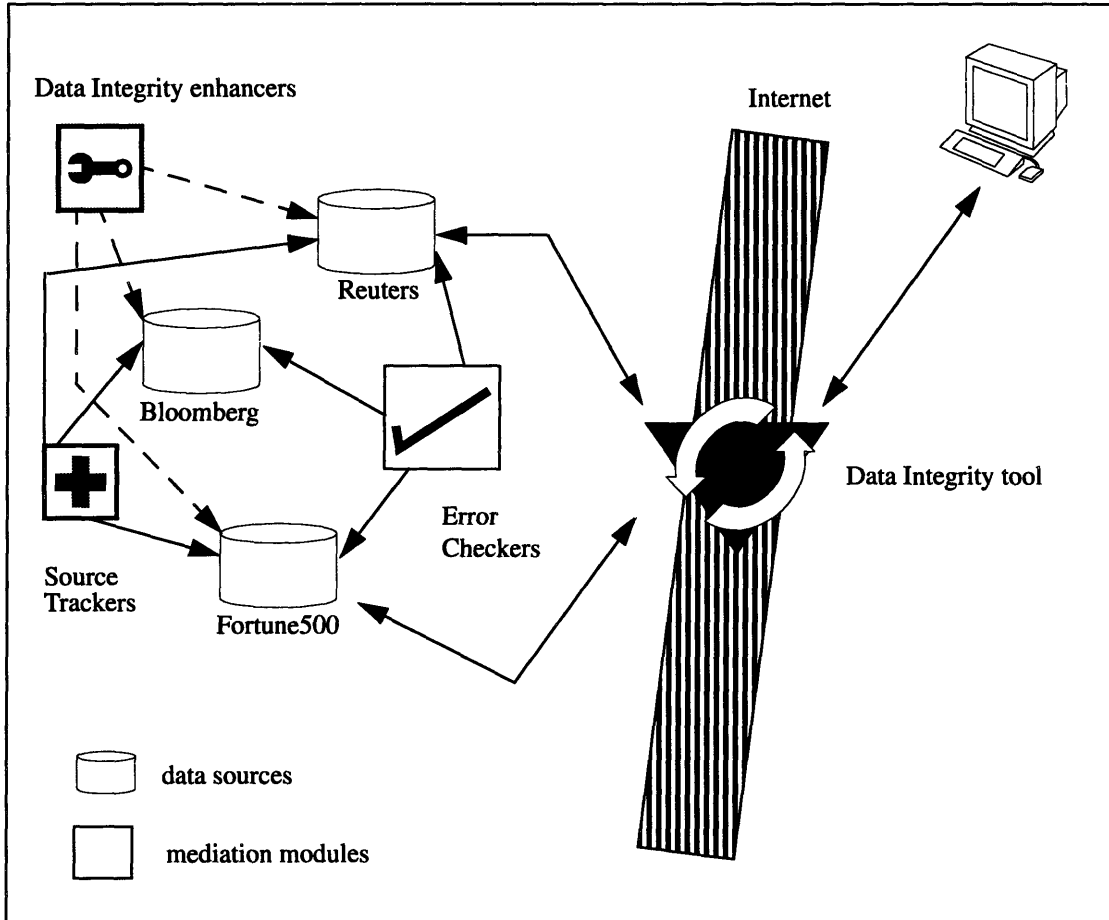 Data Integrity enhancers
Internet
Reuters
Bloomberg
Error
Checkers
Data Integrity tool
Source
Trackers
Fortune500
data sources
mediation modules